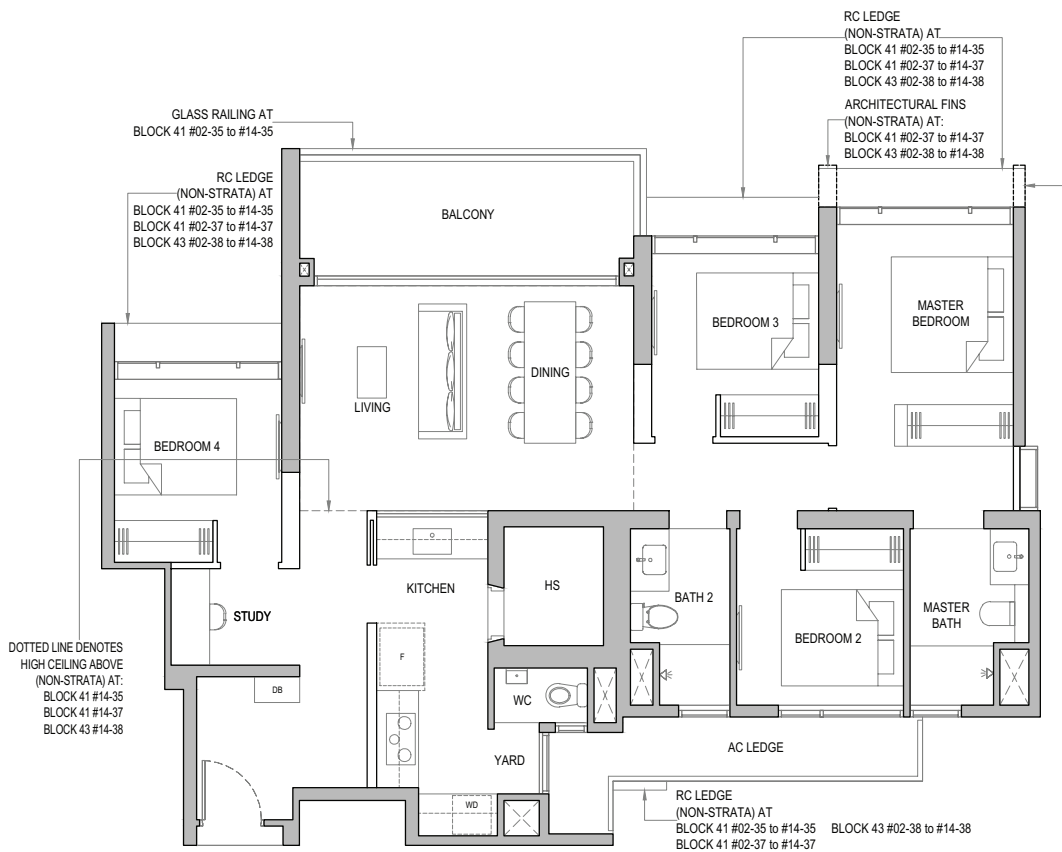 RC LEDGE
(NON-STRATA) AT
BLOCK 41 #02-35 to #14-35
BLOCK 41 #02-37 to #14-37
BLOCK 43 #02-38 to #14-38
ARCHITECTURAL FINS
(NON-STRATA) AT:
BLOCK 41 #02-37 to #14-37
BLOCK 43 #02-38 to #14-38
GLASS RAILING AT
BLOCK 41 #02-35 to #14-35
RC LEDGE
(NON-STRATA) AT
BLOCK 41 #02-35 to #14-35
BLOCK 41 #02-37 to #14-37
BLOCK 43 #02-38 to #14-38
BALCONY
MASTER
BEDROOM
BEDROOM 3
DINING
LIVING
BEDROOM 4
KITCHEN
HS
BATH 2
BEDROOM 2
MASTER
BATH
STUDY
DOTTED LINE DENOTES
HIGH CEILING ABOVE
(NON-STRATA) AT:
BLOCK 41 #14-35
BLOCK 41 #14-37
BLOCK 43 #14-38
F
DB
WC
YARD
AC LEDGE
WD
RC LEDGE
(NON-STRATA) AT
BLOCK 41 #02-35 to #14-35 BLOCK 43 #02-38 to #14-38
BLOCK 41 #02-37 to #14-37